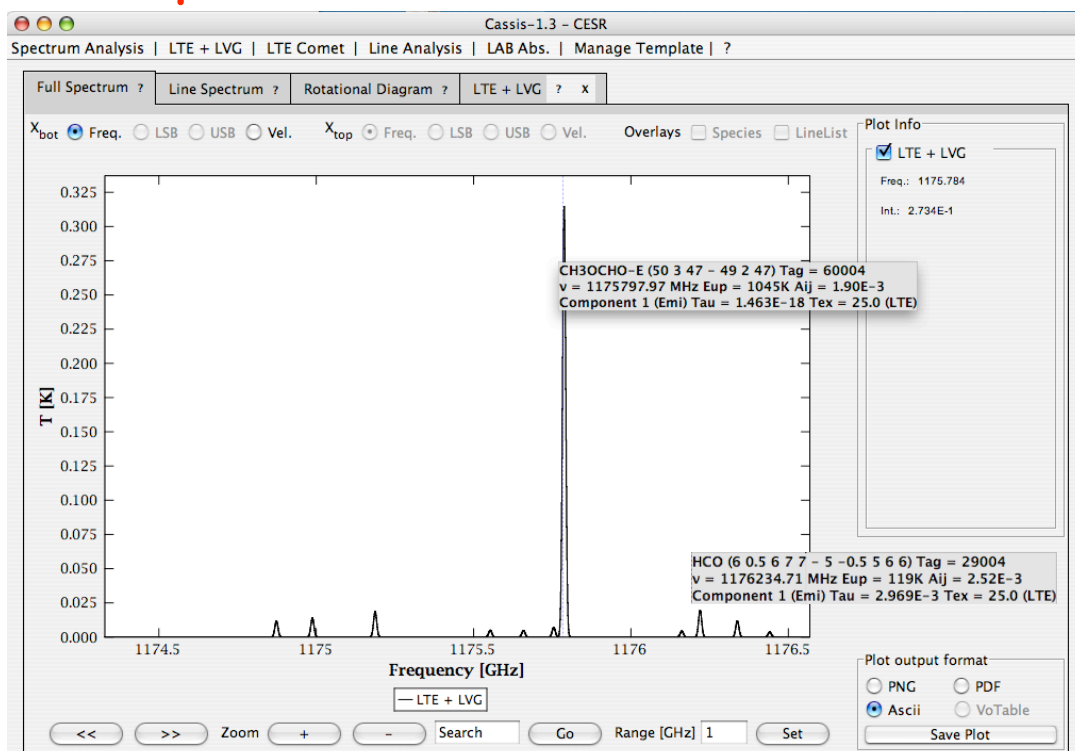 Cassis-1.3 - CESR
Spectrum Analysis | LTE + LVG | LTE Comet | Line Analysis | LAB Abs. | Manage Template | ?
Full Spectrum ? Line Spectrum ? Rotational Diagram ? LTE + LVG ? X
Xbot Freq. LSB USB Vel. Xtop Freq. LSB USB Vel. Overlays Species LineList
Plot Info
LTE + LVG
Freq.: 1175.784
Int.: 2.734E-1
0.325
0.300
0.275
0.250
0.225
0.200
0.175
0.150
0.125
0.100
0.075
0.050
0.025
0.000
T [K]
CH3OCHO-E (50 3 47 - 49 2 47) Tag = 60004
ν = 1175797.97 MHz Eup = 1045K Aij = 1.90E-3
Component 1 (Emi) Tau = 1.463E-18 Tex = 25.0 (LTE)
HCO (6 0.5 6 7 7 - 5 -0.5 5 6 6) Tag = 29004
ν = 1176234.71 MHz Eup = 119K Aij = 2.52E-3
Component 1 (Emi) Tau = 2.969E-3 Tex = 25.0 (LTE)
1174.5 1175 1175.5 1176 1176.5
Frequency [GHz]
LTE + LVG
Plot output format
PNG PDF
Ascii VoTable
Save Plot
<< >> Zoom + - Search Go Range [GHz] 1 Set